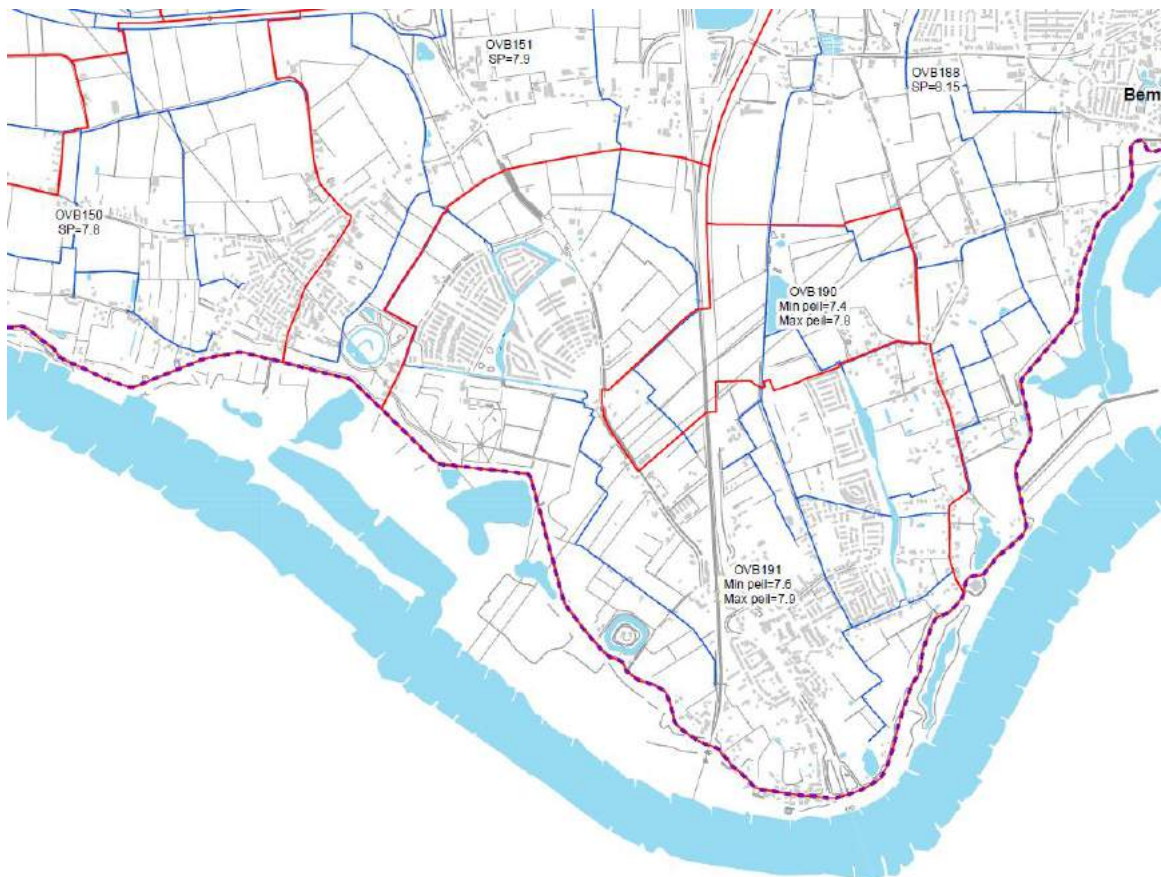 OVB151
SP=7.9
OVB188
SP=8.15
Bem
OVB150
SP=7.8
OVB190
Min peil=7.4
Max peil=7.8
OVB191
Min peil=7.6
Max peil=7.9